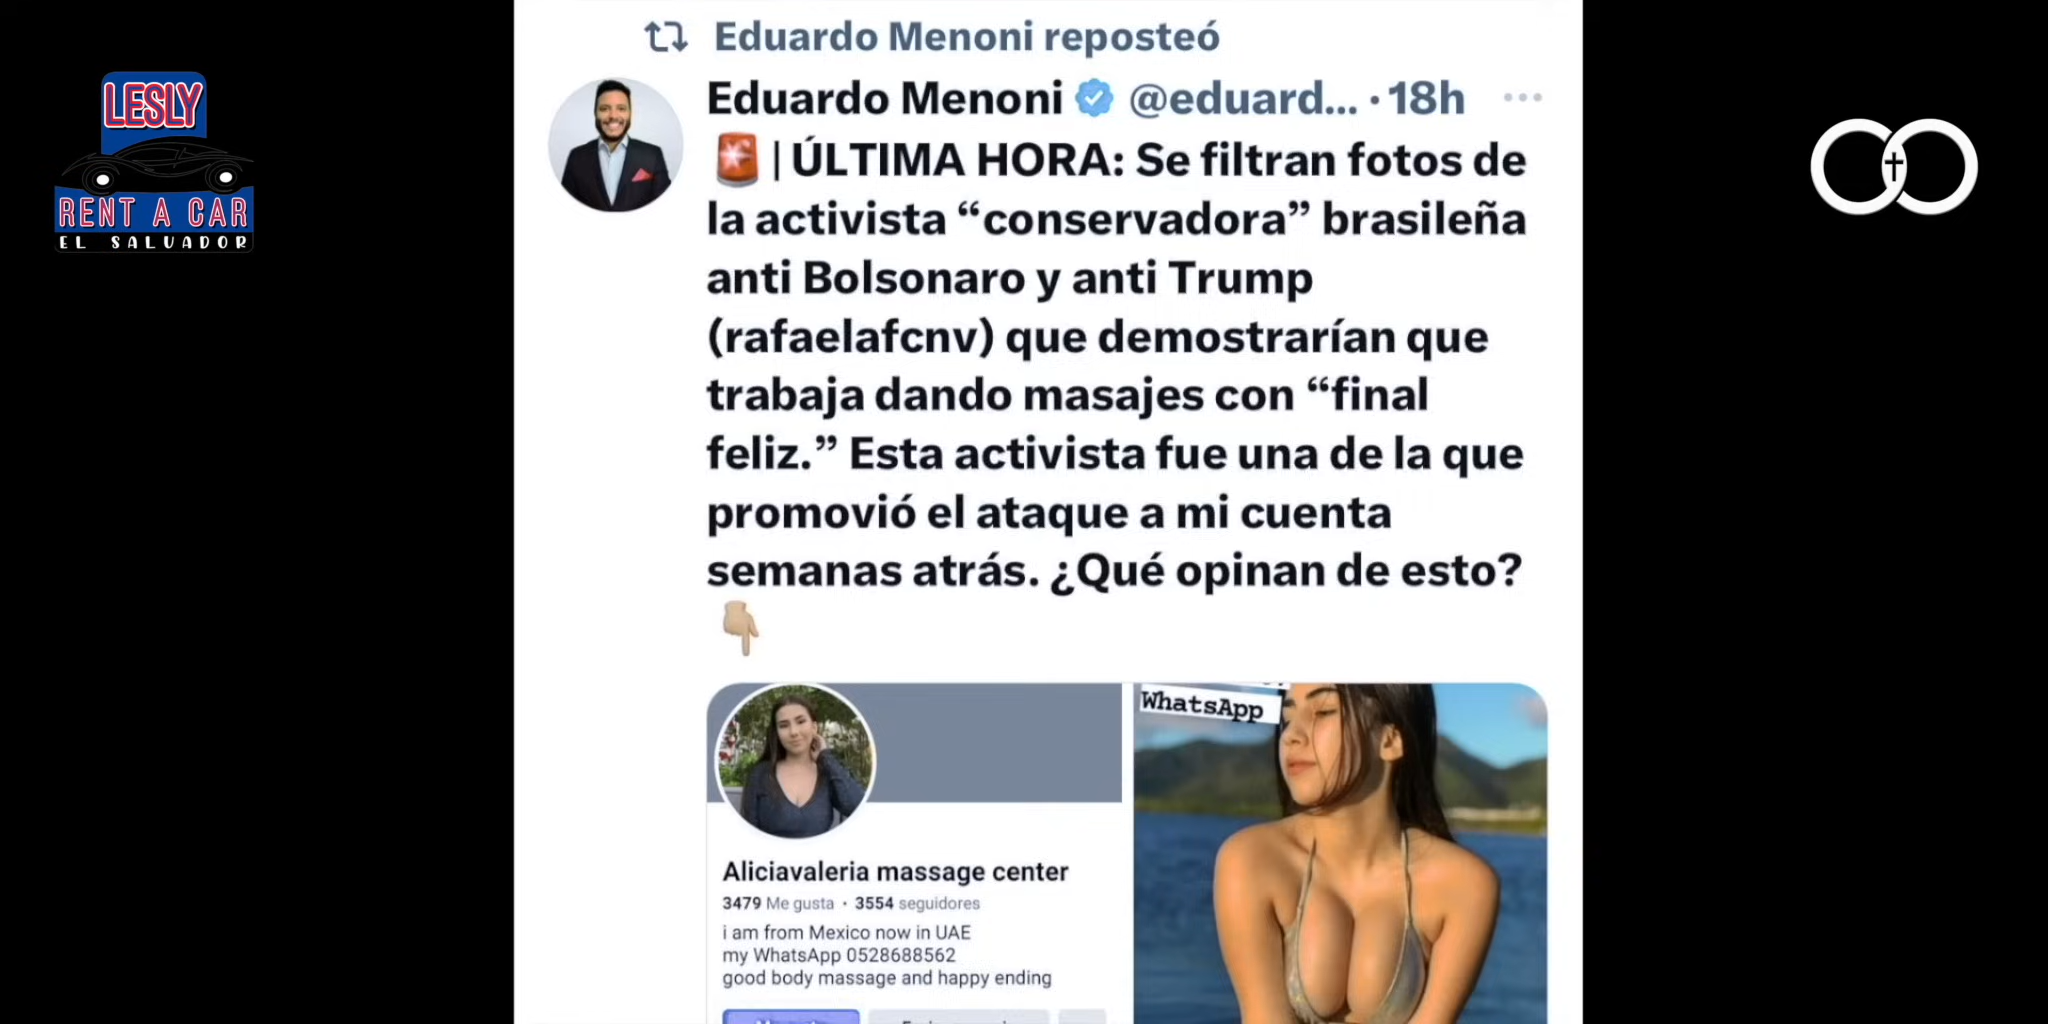 LESLY
RENT A CAR
EL SALVADOR
Eduardo Menoni reposteó
Eduardo Menoni @eduard... · 18h
| ÚLTIMA HORA: Se filtran fotos de
la activista “conservadora” brasileña
anti Bolsonaro y anti Trump
(rafaelafcnv) que demostrarían que
trabaja dando masajes con “final
feliz.” Esta activista fue una de la que
promovió el ataque a mi cuenta
semanas atrás. ¿Qué opinan de esto?
WhatsApp
Aliciavaleria massage center
3479 Me gusta · 3554 seguidores
i am from Mexico now in UAE
my WhatsApp 0528688562
good body massage and happy ending